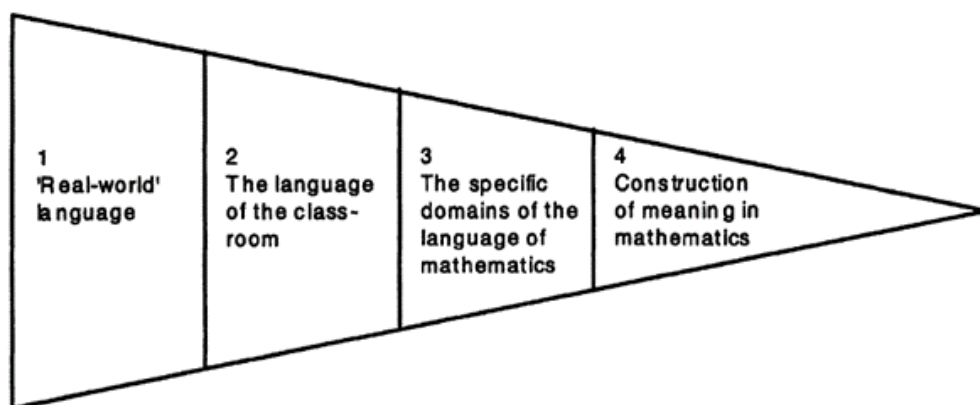 1
'Real-world'
language
2
The language
of the class-
room
3
The specific
domains of the
language of
mathematics
4
Construction
of meaning in
mathematics